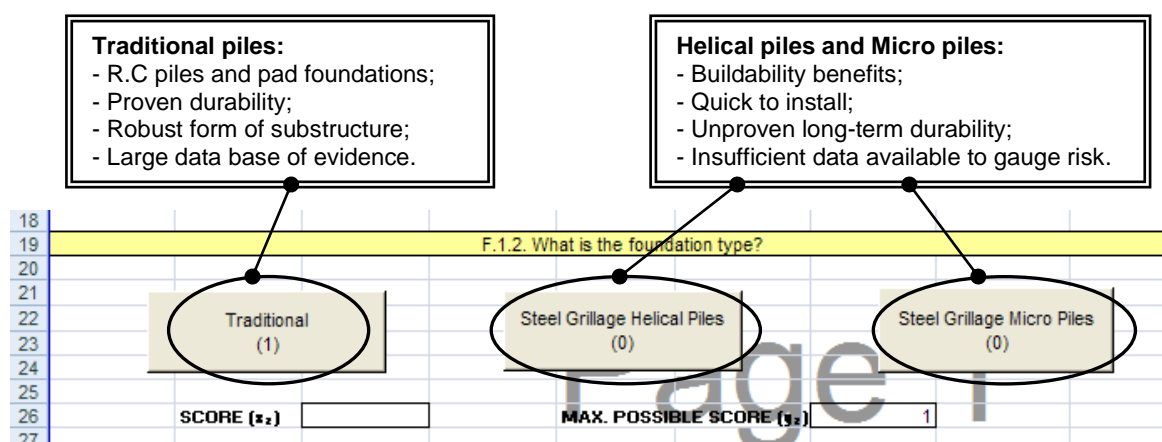 Traditional piles:
- R.C piles and pad foundations;
- Proven durability;
- Robust form of substructure;
- Large data base of evidence.
Helical piles and Micro piles:
- Buildability benefits;
- Quick to install;
- Unproven long-term durability;
- Insufficient data available to gauge risk.
18
19 F.1.2. What is the foundation type?
20
21
22 Traditional Steel Grillage Helical Piles Steel Grillage Micro Piles
23 (1) (0) (0)
24
25
26 SCORE (z₂) MAX. POSSIBLE SCORE (y₂) 1
27
Page 1